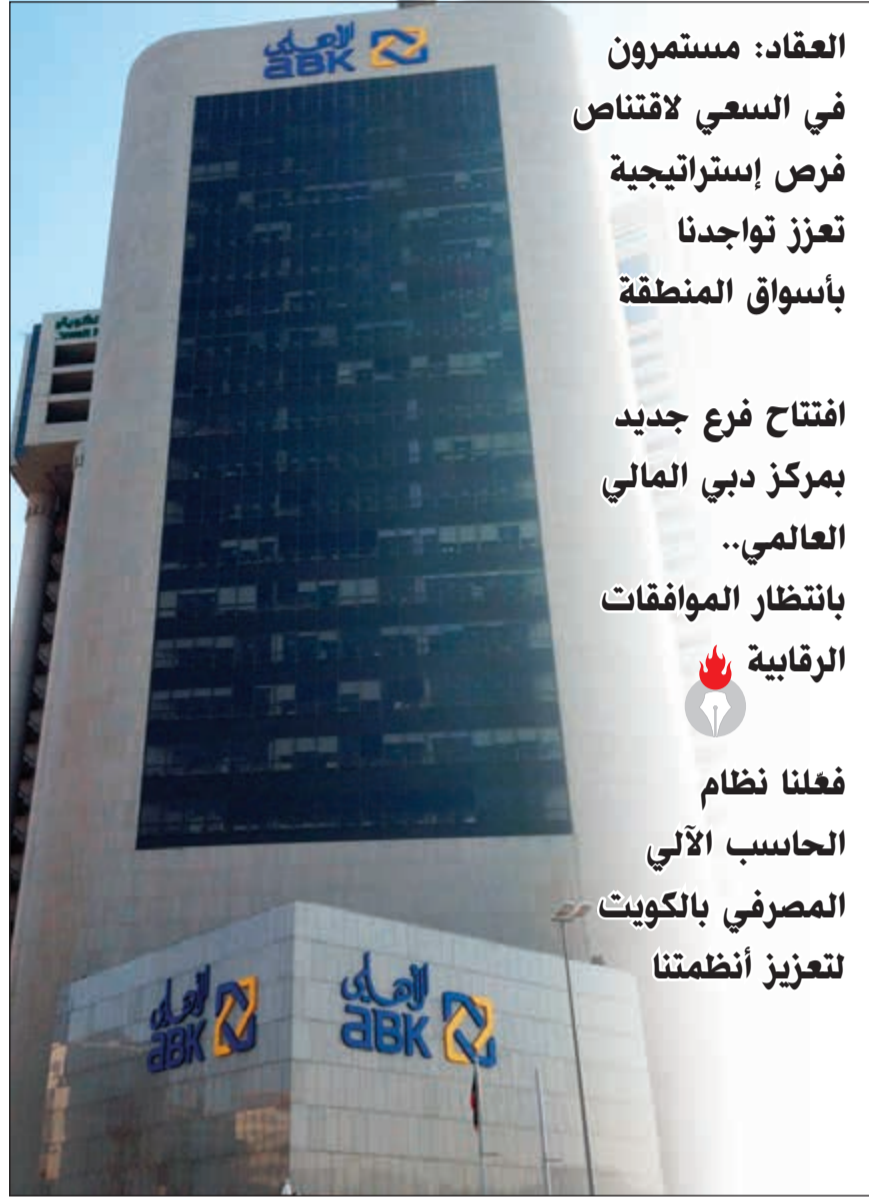 الأهلي
ABK
العقاد: مستمرون
في السعي لاقتناص
فرص إستراتيجية
تعزز تواجدنا
بأسواق المنطقة
افتتاح فرع جديد
بمركز دبي المالي
العالمي..
بانتظار الموافقات
الرقابية
فعّلنا نظام
الحاسب الآلي
المصرفي بالكويت
لتعزيز أنظمتنا
الأهلي
ABK
الأهلي
ABK